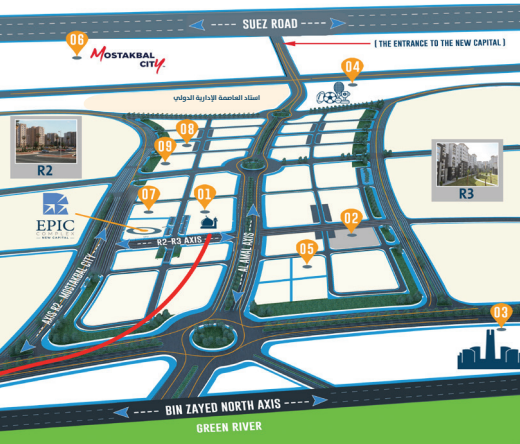 SUEZ ROAD
06
MOSTAKBAL
CITY
[ THE ENTRANCE TO THE NEW CAPITAL ]
04
استاد العاصمة الإدارية الدولي
08
09
R2
R3
07
01
EPIC
COMPLEX
NEW CAPITAL
02
R2-R3 AXIS
AL AMAL AXIS
05
AXIS R2 - MOSTAKBAL CITY
03
BIN ZAYED NORTH AXIS
GREEN RIVER